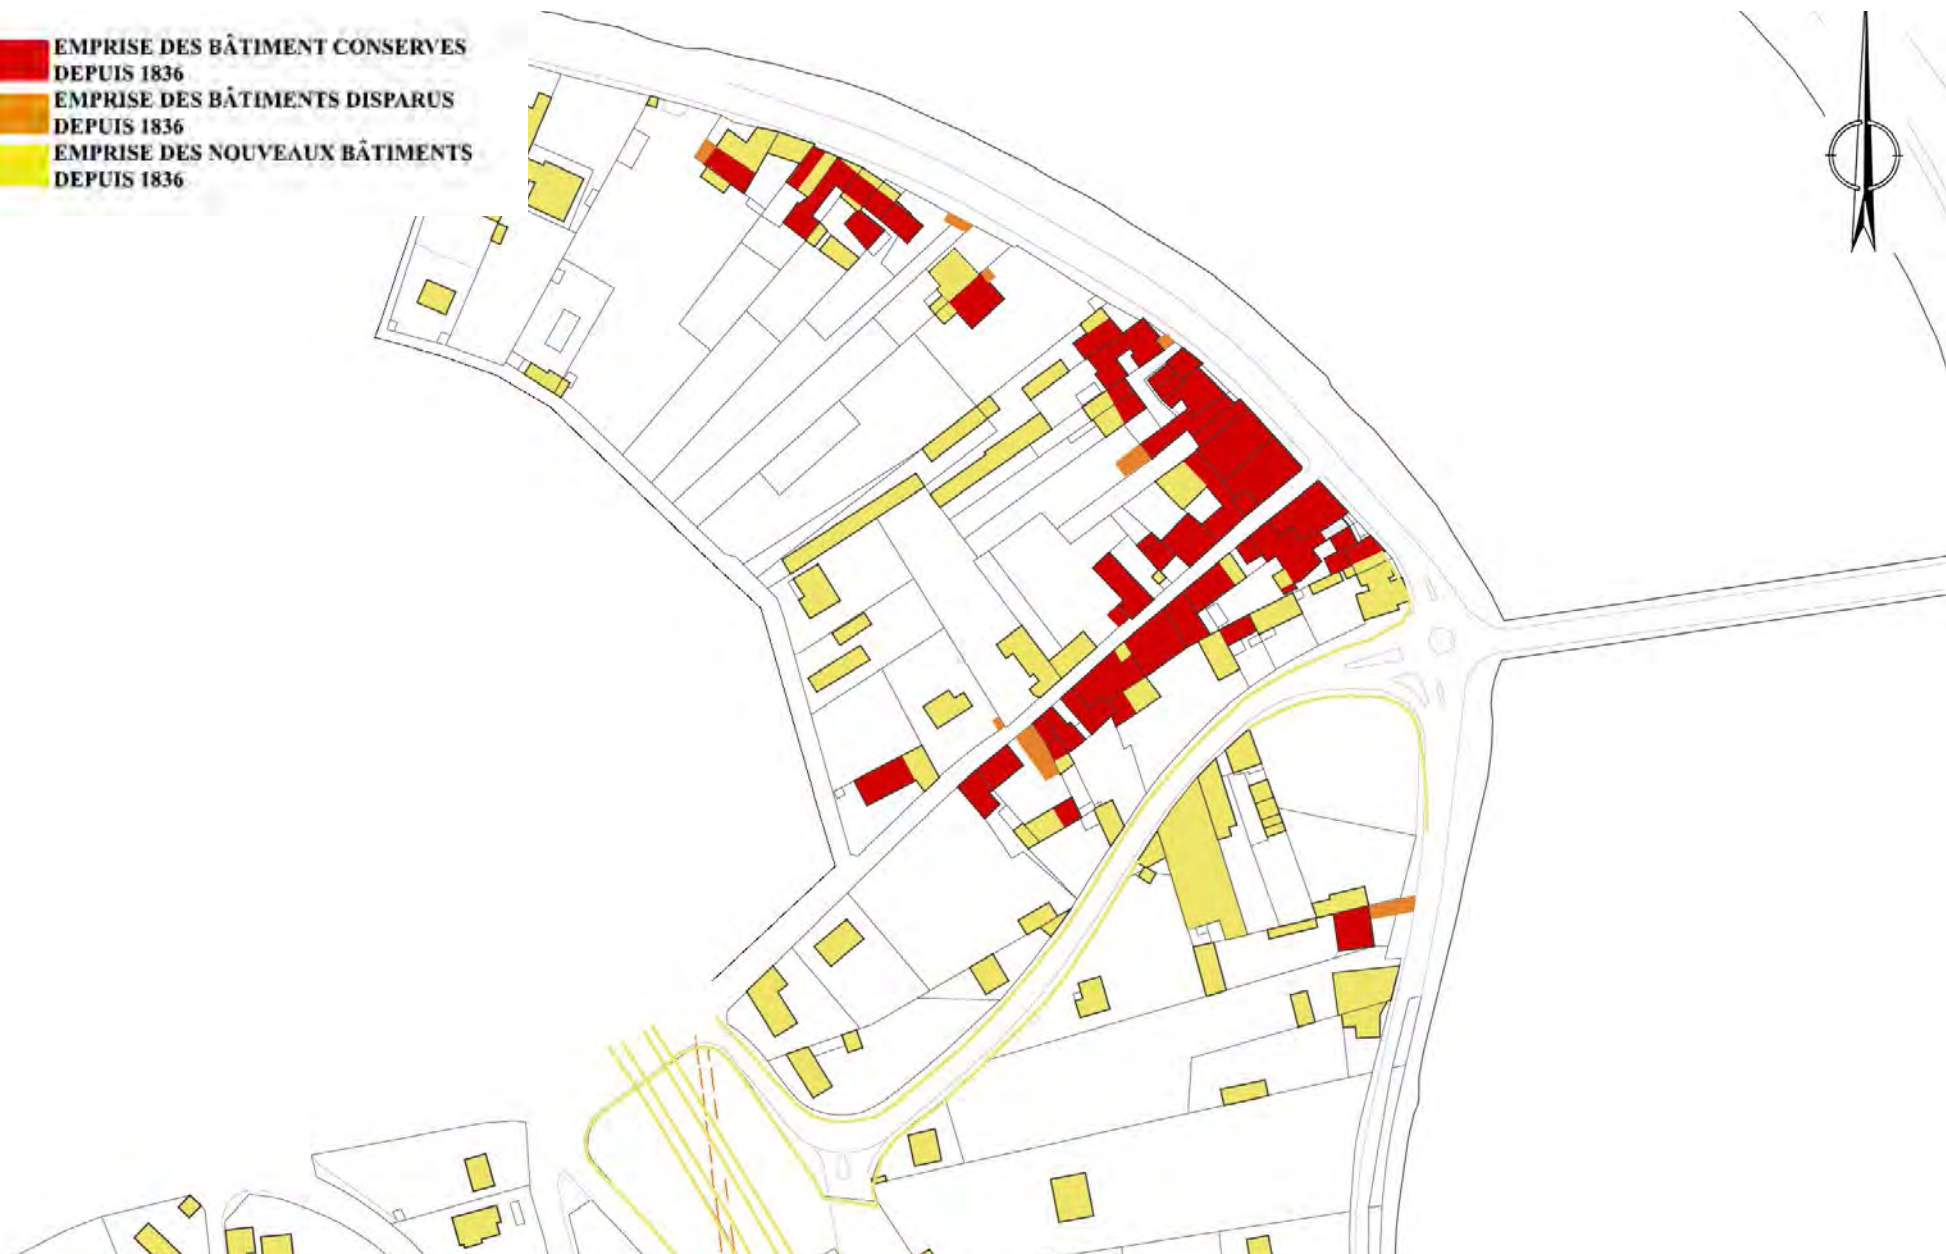 EMPRISE DES BÂTIMENT CONSERVES
DEPUIS 1836
EMPRISE DES BÂTIMENTS DISPARUS
DEPUIS 1836
EMPRISE DES NOUVEAUX BÂTIMENTS
DEPUIS 1836